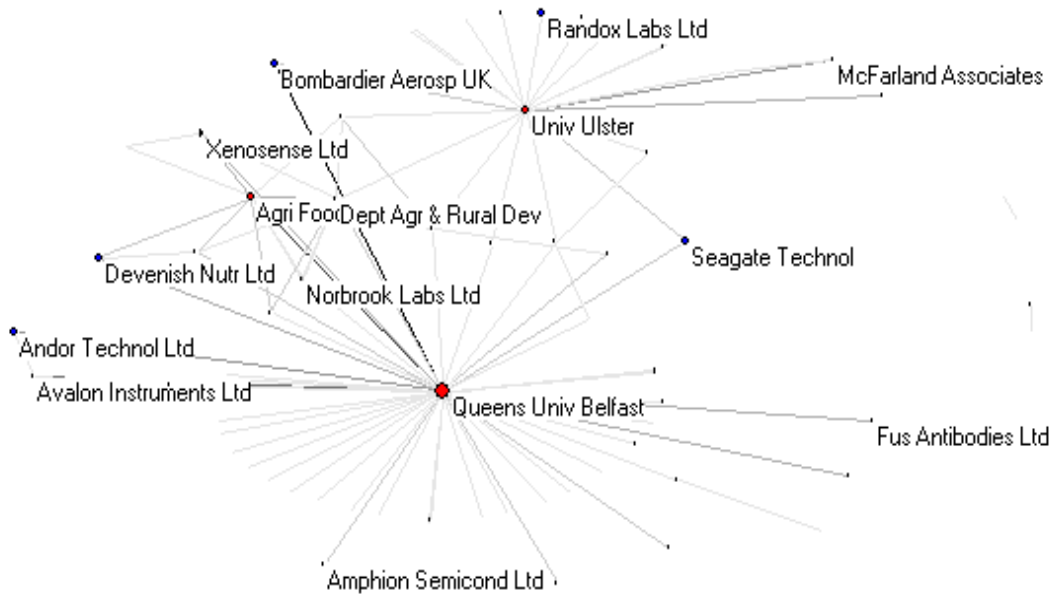 Randox Labs Ltd
Bombardier Aerosp UK
McFarland Associates
Univ Ulster
Xenosense Ltd
Agri Food
Dept Agr & Rural Dev
Seagate Technol
Devenish Nutr Ltd
Norbrook Labs Ltd
Andor Technol Ltd
Avalon Instruments Ltd
Queens Univ Belfast
Fus Antibodies Ltd
Amphion Semicond Ltd